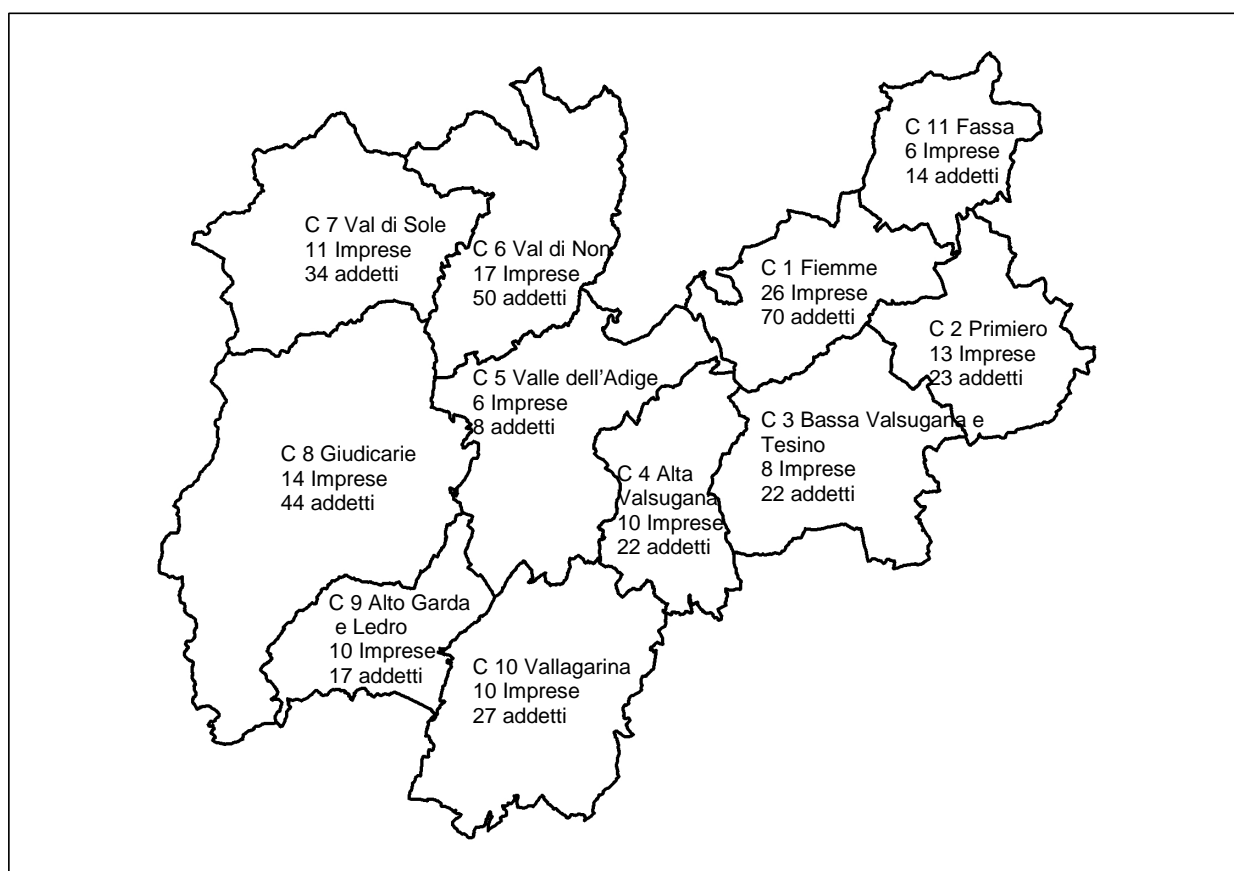 C 11 Fassa
6 Imprese
14 addetti
C 7 Val di Sole
11 Imprese
34 addetti
C 6 Val di Non
17 Imprese
50 addetti
C 1 Fiemme
26 Imprese
70 addetti
C 2 Primiero
13 Imprese
23 addetti
C 5 Valle dell'Adige
6 Imprese
8 addetti
C 3 Bassa Valsugana e
Tesino
8 Imprese
22 addetti
C 8 Giudicarie
14 Imprese
44 addetti
C 4 Alta
Valsugana
10 Imprese
22 addetti
C 9 Alto Garda
e Ledro
10 Imprese
17 addetti
C 10 Vallagarina
10 Imprese
27 addetti